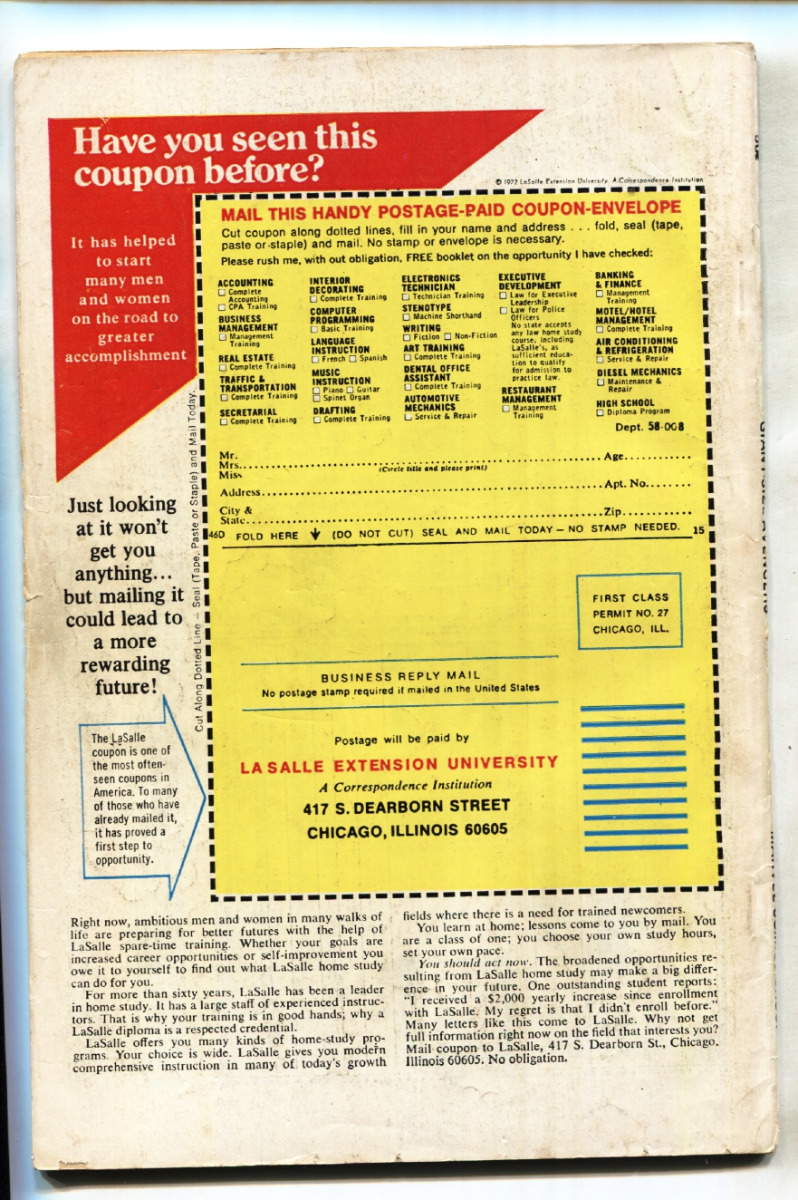 Have you seen this
coupon before?
© 1972 LaSalle Extension University. A Correspondence Institution
It has helped
to start
many men
and women
on the road to
greater
accomplishment
MAIL THIS HANDY POSTAGE-PAID COUPON-ENVELOPE
Cut coupon along dotted lines, fill in your name and address . . . fold, seal (tape,
paste or staple) and mail. No stamp or envelope is necessary.
Please rush me, with out obligation, FREE booklet on the opportunity I have checked:
ACCOUNTING
☐ Complete
Accounting
☐ CPA Training
BUSINESS
MANAGEMENT
☐ Management
Training
REAL ESTATE
☐ Complete Training
TRAFFIC &
TRANSPORTATION
☐ Complete Training
SECRETARIAL
☐ Complete Training
INTERIOR
DECORATING
☐ Complete Training
COMPUTER
PROGRAMMING
☐ Basic Training
LANGUAGE
INSTRUCTION
☐ French ☐ Spanish
MUSIC
INSTRUCTION
☐ Piano ☐ Guitar
☐ Spinet Organ
DRAFTING
☐ Complete Training
ELECTRONICS
TECHNICIAN
☐ Technician Training
STENOTYPE
☐ Machine Shorthand
WRITING
☐ Fiction ☐ Non-Fiction
ART TRAINING
☐ Complete Training
DENTAL OFFICE
ASSISTANT
☐ Complete Training
AUTOMOTIVE
MECHANICS
☐ Service & Repair
EXECUTIVE
DEVELOPMENT
☐ Law for Executive
Leadership
☐ Law for Police
Officers
No state accepts
any law home study
course, including
LaSalle's, as
sufficient educa-
tion to qualify
for admission to
practice law.
RESTAURANT
MANAGEMENT
☐ Management
Training
BANKING
& FINANCE
☐ Management
Training
MOTEL/HOTEL
MANAGEMENT
☐ Complete Training
AIR CONDITIONING
& REFRIGERATION
☐ Service & Repair
DIESEL MECHANICS
☐ Maintenance &
Repair
HIGH SCHOOL
☐ Diploma Program
Dept. 58-008
Mr.
Mrs. Age
Miss (Circle title and please print)
Address Apt. No.
City &
State Zip
46D FOLD HERE ↓ (DO NOT CUT) SEAL AND MAIL TODAY – NO STAMP NEEDED. 15
Cut Along Dotted Line – Seal (Tape, Paste or Staple) and Mail Today.
Just looking
at it won't
get you
anything...
but mailing it
could lead to
a more
rewarding
future!
FIRST CLASS
PERMIT NO. 27
CHICAGO, ILL.
BUSINESS REPLY MAIL
No postage stamp required if mailed in the United States
The LaSalle
coupon is one of
the most often-
seen coupons in
America. To many
of those who have
already mailed it,
it has proved a
first step to
opportunity.
Postage will be paid by
LA SALLE EXTENSION UNIVERSITY
A Correspondence Institution
417 S. DEARBORN STREET
CHICAGO, ILLINOIS 60605
Right now, ambitious men and women in many walks of
life are preparing for better futures with the help of
LaSalle spare-time training. Whether your goals are
increased career opportunities or self-improvement you
owe it to yourself to find out what LaSalle home study
can do for you.
For more than sixty years, LaSalle has been a leader
in home study. It has a large staff of experienced instruc-
tors. That is why your training is in good hands; why a
LaSalle diploma is a respected credential.
LaSalle offers you many kinds of home-study pro-
grams. Your choice is wide. LaSalle gives you modern
comprehensive instruction in many of today's growth
fields where there is a need for trained newcomers.
You learn at home; lessons come to you by mail. You
are a class of one; you choose your own study hours,
set your own pace.
You should act now. The broadened opportunities re-
sulting from LaSalle home study may make a big differ-
ence in your future. One outstanding student reports:
"I received a $2,000 yearly increase since enrollment
with LaSalle. My regret is that I didn't enroll before."
Many letters like this come to LaSalle. Why not get
full information right now on the field that interests you?
Mail coupon to LaSalle, 417 S. Dearborn St., Chicago,
Illinois 60605. No obligation.